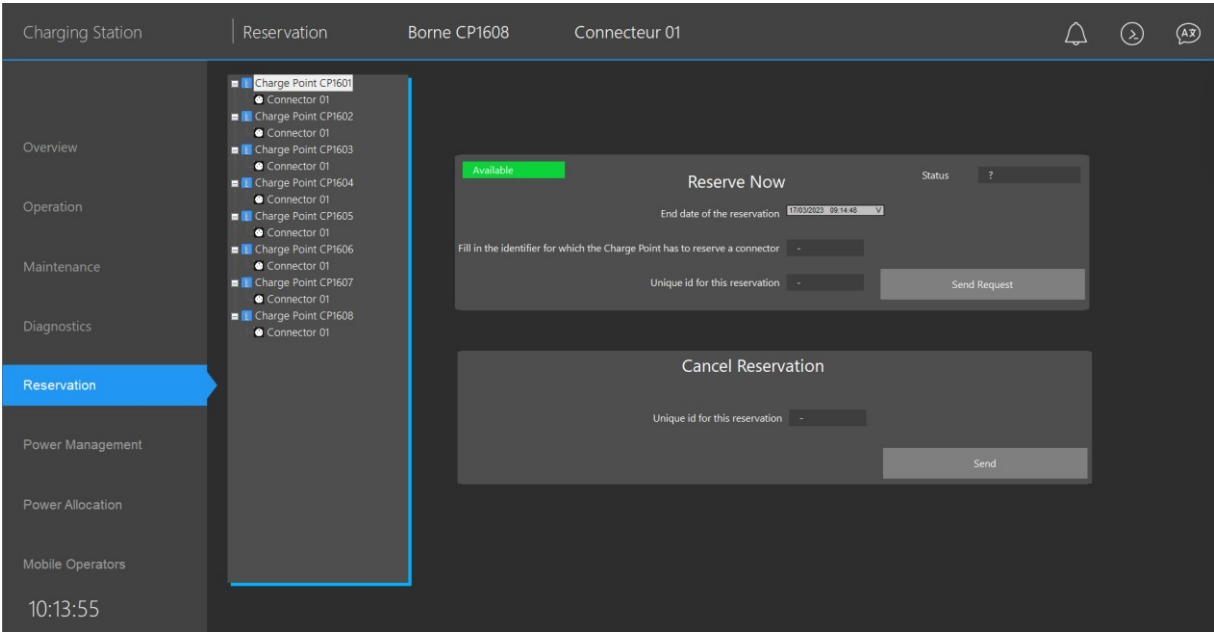 Charging Station
Reservation
Borne CP1608
Connecteur 01
Overview
Operation
Maintenance
Diagnostics
Reservation
Power Management
Power Allocation
Mobile Operators
10:13:55
Charge Point CP1601
Connector 01
Charge Point CP1602
Connector 01
Charge Point CP1603
Connector 01
Charge Point CP1604
Connector 01
Charge Point CP1605
Connector 01
Charge Point CP1606
Connector 01
Charge Point CP1607
Connector 01
Charge Point CP1608
Connector 01
Available
Reserve Now
Status ?
End date of the reservation 17/03/2023 09:14:48
Fill in the identifier for which the Charge Point has to reserve a connector -
Unique id for this reservation -
Send Request
Cancel Reservation
Unique id for this reservation -
Send